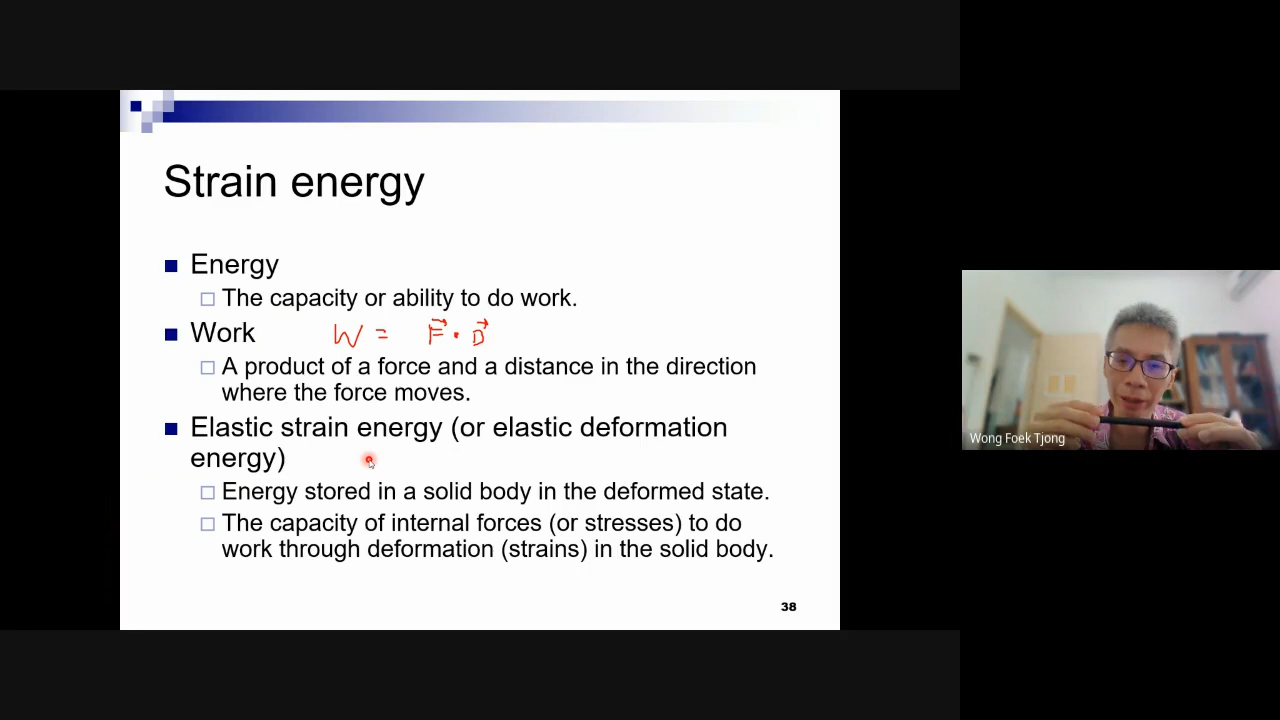 Strain energy
Energy
The capacity or ability to do work.
Work W = F⃗ · D⃗
A product of a force and a distance in the direction
where the force moves.
Elastic strain energy (or elastic deformation
energy)
Energy stored in a solid body in the deformed state.
The capacity of internal forces (or stresses) to do
work through deformation (strains) in the solid body.
38
Wong Foek Tjong